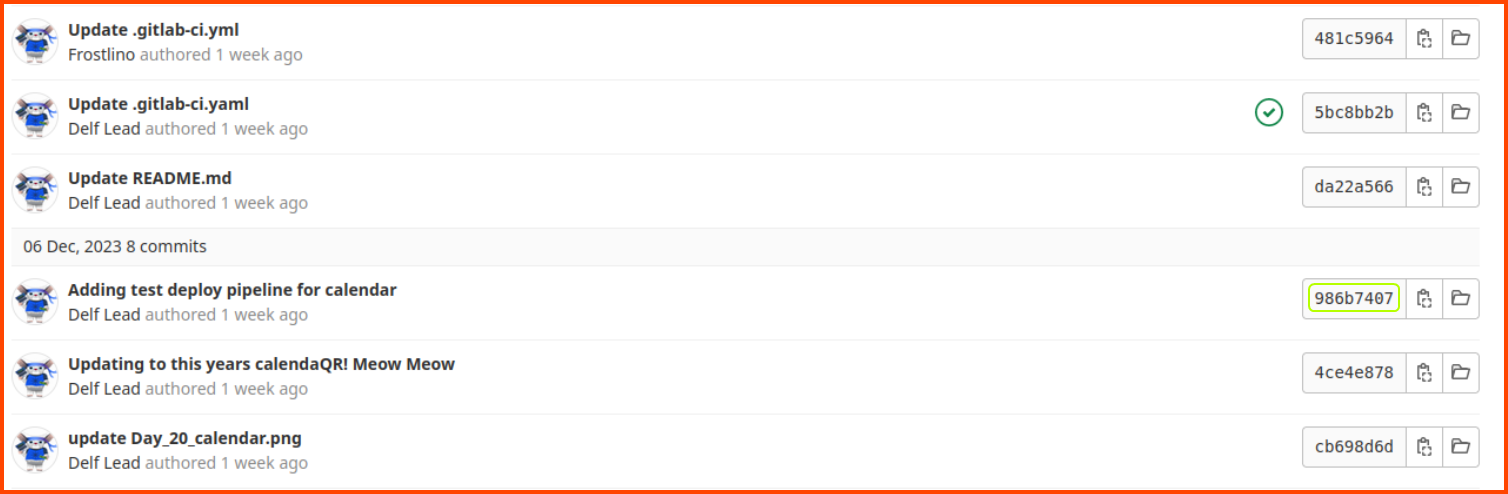 Update .gitlab-ci.yml
Frostlino authored 1 week ago
481c5964
Update .gitlab-ci.yaml
Delf Lead authored 1 week ago
5bc8bb2b
Update README.md
Delf Lead authored 1 week ago
da22a566
06 Dec, 2023 8 commits
Adding test deploy pipeline for calendar
Delf Lead authored 1 week ago
986b7407
Updating to this years calendaQR! Meow Meow
Delf Lead authored 1 week ago
4ce4e878
update Day_20_calendar.png
Delf Lead authored 1 week ago
cb698d6d